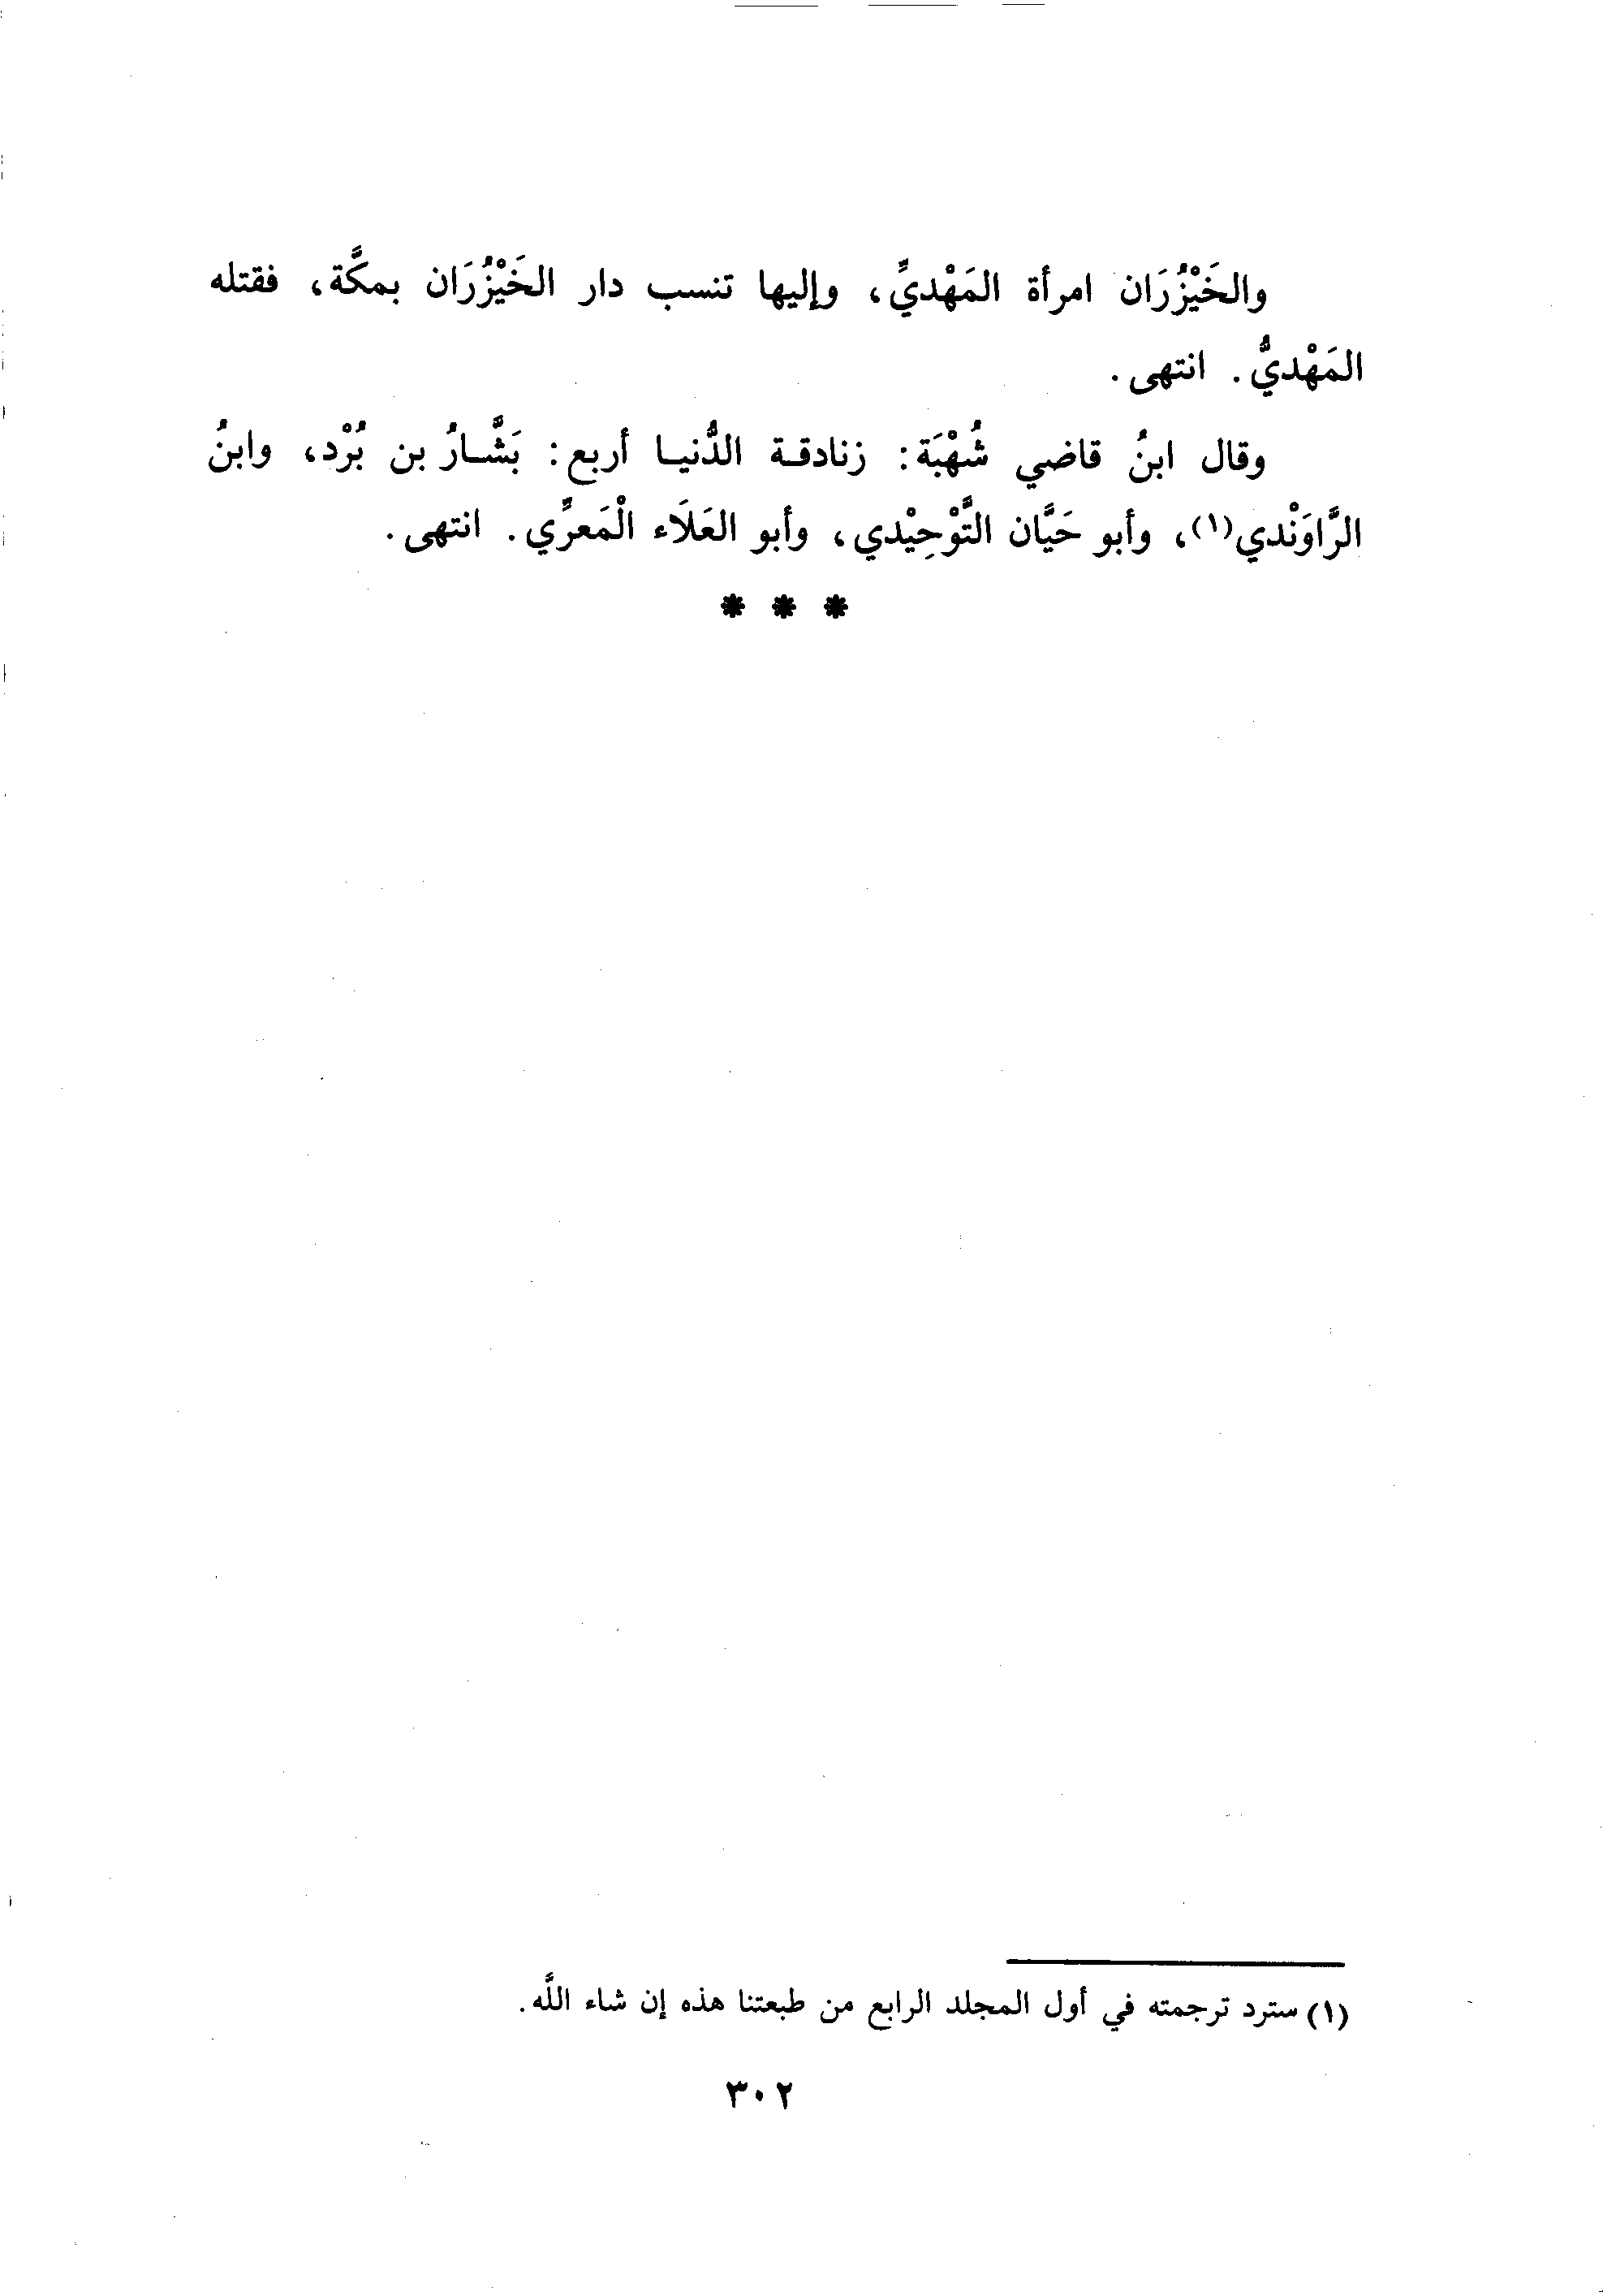 والخَيْزُرَان امرأة المَهْديِّ، وإليها تنسب دار الخَيْزُرَان بمكَّة، فقتله
المَهْديُّ. انتهى.
وقال ابنُ قاضي شُهْبَة: زنادقة الدُّنيا أربع: بَشَّارُ بن بُرْد، وابنُ
الرَّاوَنْدي(١)، وأبو حَيَّان التَّوْحِيْدي، وأبو العَلَاء الْمَعرِّي. انتهى.
* * *
(١) سترد ترجمته في أول المجلد الرابع من طبعتنا هذه إن شاء اللَّه.
٣٠٢